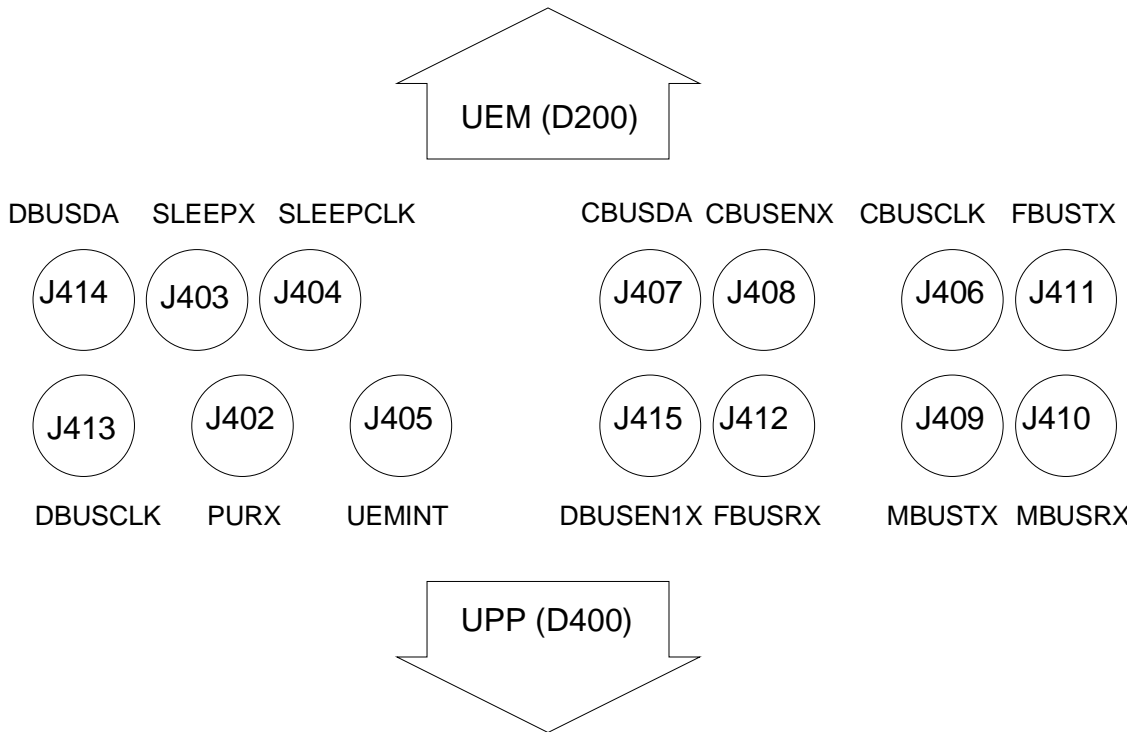 UEM (D200)
DBUSDA SLEEPX SLEEPCLK CBUSDA CBUSENX CBUSCLK FBUSTX
J414 J403 J404 J407 J408 J406 J411
J413 J402 J405 J415 J412 J409 J410
DBUSCLK PURX UEMINT DBUSEN1X FBUSRX MBUSTX MBUSRX
UPP (D400)